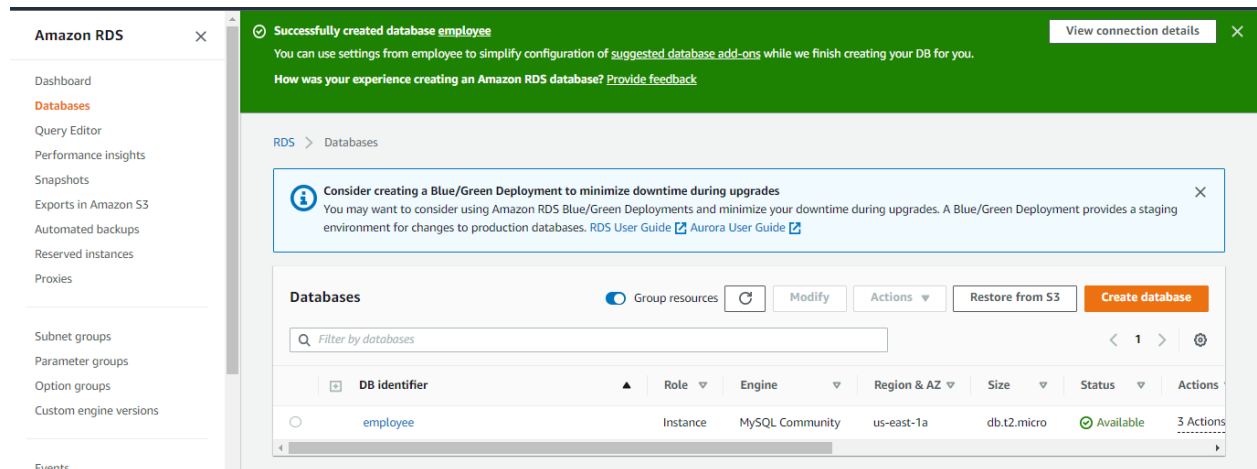 Amazon RDS
Dashboard
Databases
Query Editor
Performance insights
Snapshots
Exports in Amazon S3
Automated backups
Reserved instances
Proxies
Subnet groups
Parameter groups
Option groups
Custom engine versions
Events
Successfully created database employee
View connection details
You can use settings from employee to simplify configuration of suggested database add-ons while we finish creating your DB for you.
How was your experience creating an Amazon RDS database? Provide feedback
RDS > Databases
Consider creating a Blue/Green Deployment to minimize downtime during upgrades
You may want to consider using Amazon RDS Blue/Green Deployments and minimize your downtime during upgrades. A Blue/Green Deployment provides a staging
environment for changes to production databases. RDS User Guide Aurora User Guide
Databases Group resources Modify Actions Restore from S3 Create database
Filter by databases 1
DB identifier Role Engine Region & AZ Size Status Actions
employee Instance MySQL Community us-east-1a db.t2.micro Available 3 Actions